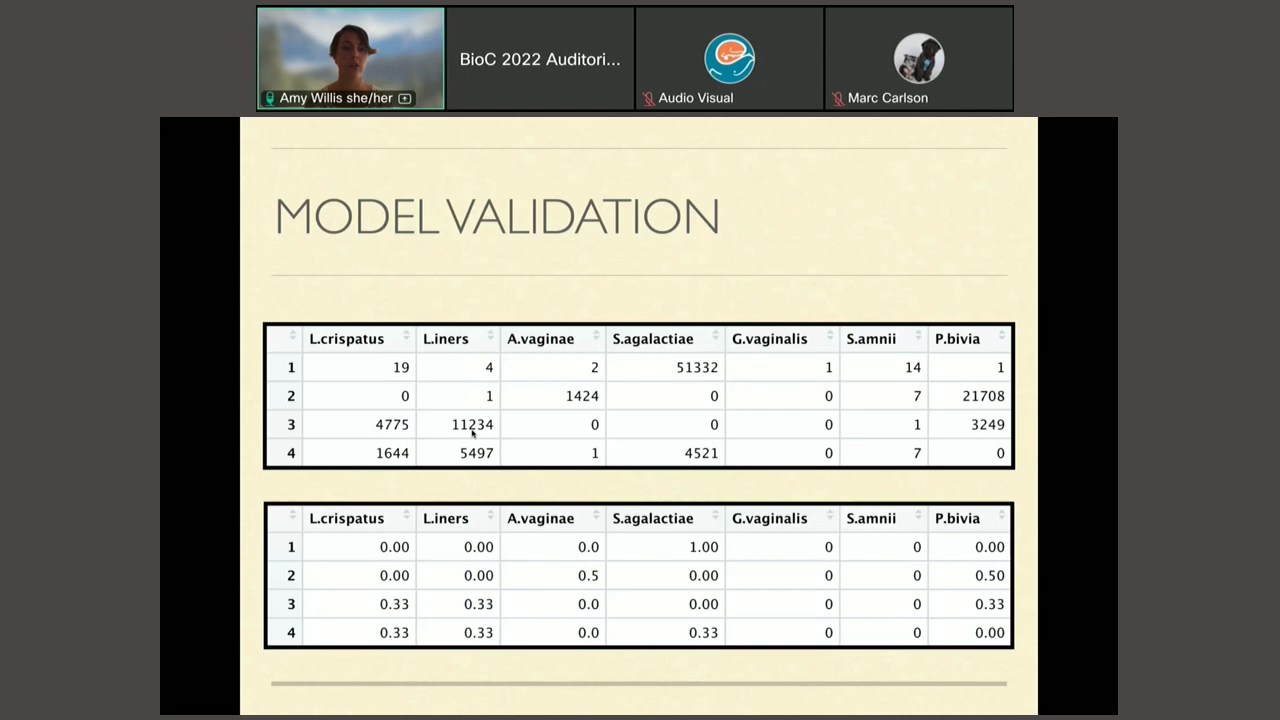 Amy Willis she/her
BioC 2022 Auditori...
Audio Visual
Marc Carlson
MODEL VALIDATION
L.crispatus L.iners A.vaginae S.agalactiae G.vaginalis S.amnii P.bivia
1 19 4 2 51332 1 14 1
2 0 1 1424 0 0 7 21708
3 4775 11234 0 0 0 1 3249
4 1644 5497 1 4521 0 7 0
L.crispatus L.iners A.vaginae S.agalactiae G.vaginalis S.amnii P.bivia
1 0.00 0.00 0.0 1.00 0 0 0.00
2 0.00 0.00 0.5 0.00 0 0 0.50
3 0.33 0.33 0.0 0.00 0 0 0.33
4 0.33 0.33 0.0 0.33 0 0 0.00